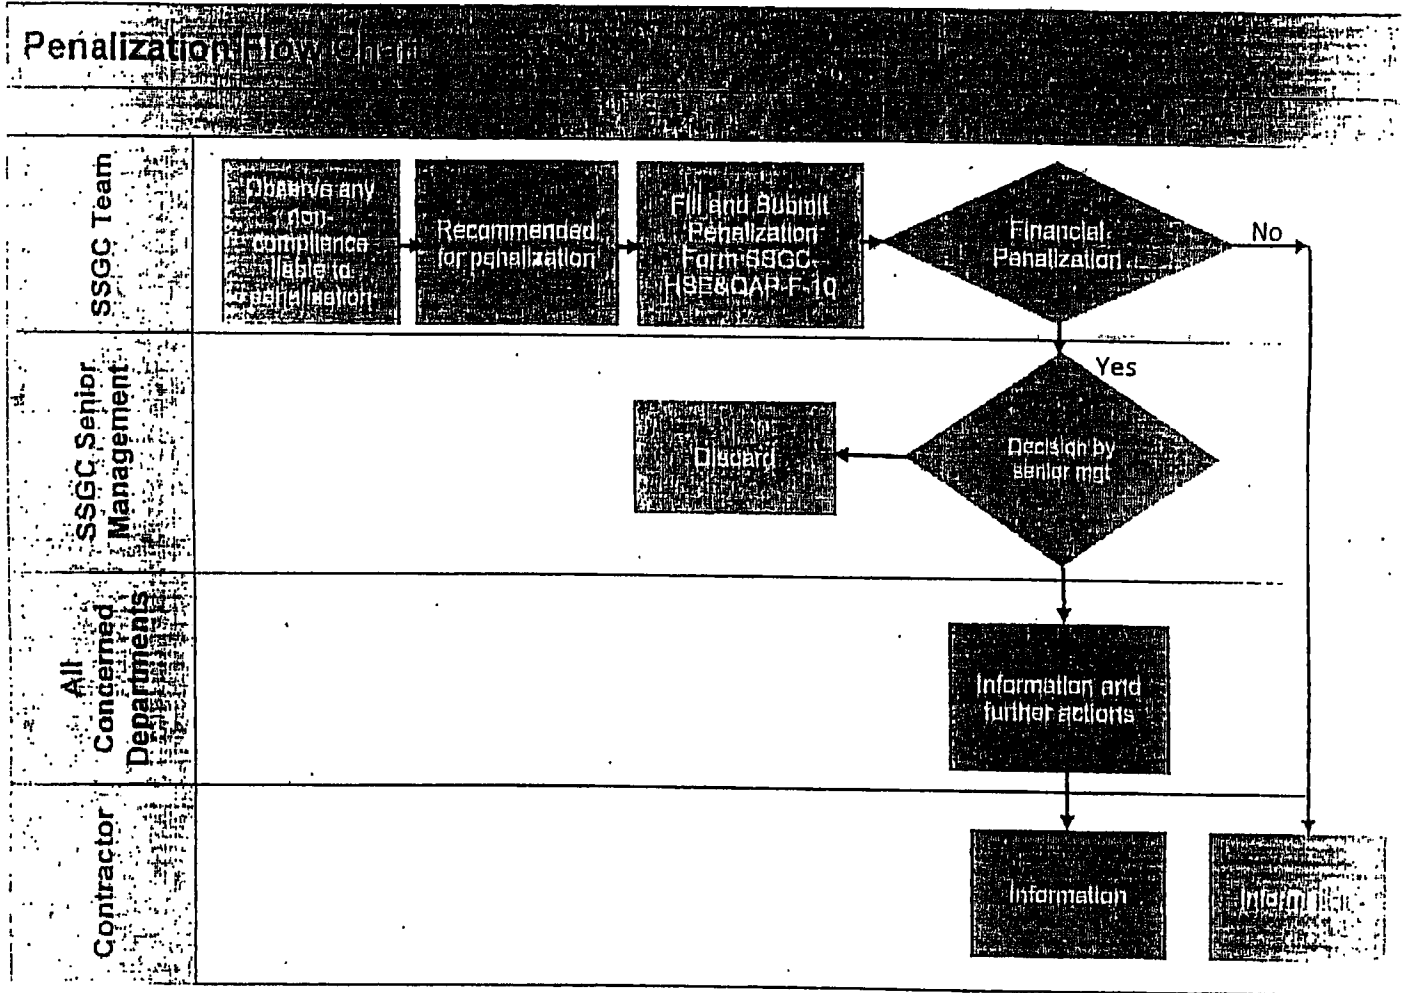 Penalization Flow Chart
SSGC Team
Observe any
non-
compliance
liable to
penalization
Recommended
for penalization
Fill and Submit
Penalization
Form SSGC-
HSE&QAP-F-10
Financial
Penalization
No
Yes
SSGC Senior
Management
Discard
Decision by
senior mgt
All
Concerned
Departments
Information and
further actions
Contractor
Information